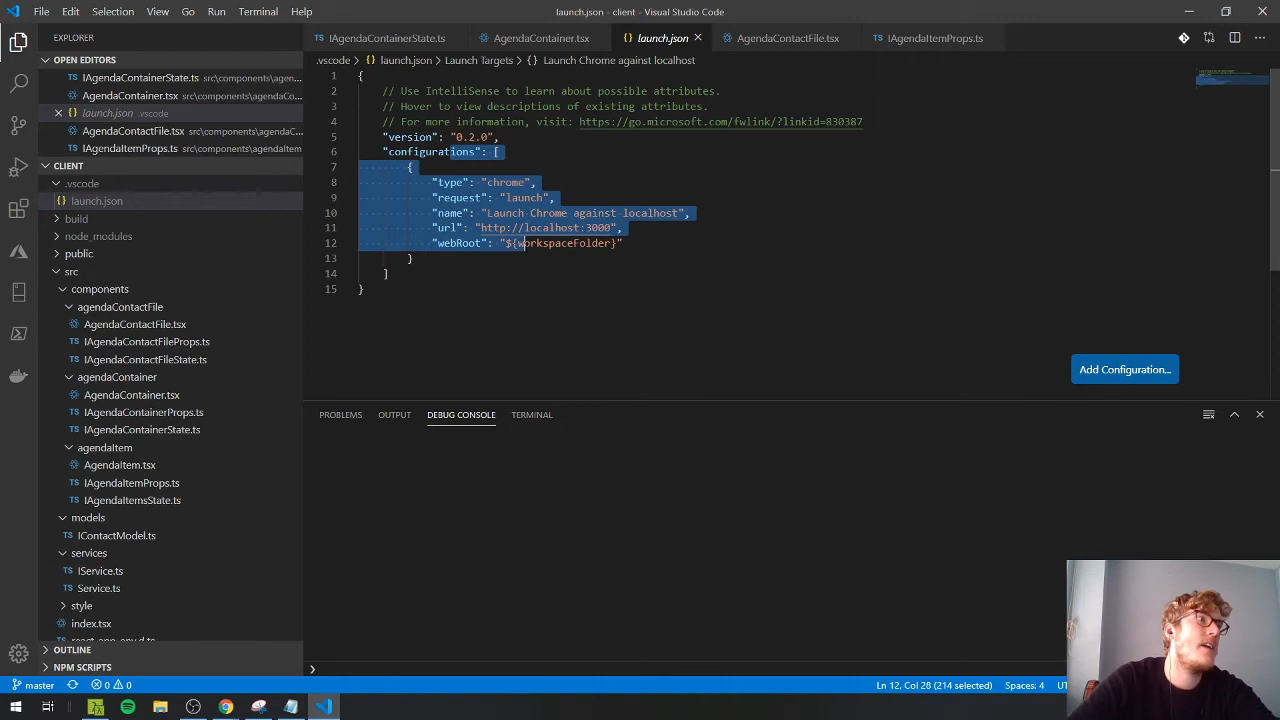 File Edit Selection View Go Run Terminal Help
launch.json - client - Visual Studio Code
EXPLORER
OPEN EDITORS
IAgendaContainerState.ts src\components\agen...
AgendaContainer.tsx src\components\agendaCo...
launch.json .vscode
AgendaContactFile.tsx src\components\agendaC...
IAgendaItemProps.ts src\components\agendaItem
CLIENT
.vscode
launch.json
build
node_modules
public
src
components
agendaContactFile
AgendaContactFile.tsx
IAgendaContactFileProps.ts
IAgendaContactFileState.ts
agendaContainer
AgendaContainer.tsx
IAgendaContainerProps.ts
IAgendaContainerState.ts
agendaItem
AgendaItem.tsx
IAgendaItemProps.ts
IAgendaItemsState.ts
models
IContactModel.ts
services
IService.ts
Service.ts
style
index.tsx
react-app-env.d.ts
OUTLINE
NPM SCRIPTS
IAgendaContainerState.ts AgendaContainer.tsx launch.json AgendaContactFile.tsx IAgendaItemProps.ts
.vscode > launch.json > Launch Targets > {} Launch Chrome against localhost
1 {
2 // Use IntelliSense to learn about possible attributes.
3 // Hover to view descriptions of existing attributes.
4 // For more information, visit: https://go.microsoft.com/fwlink/?linkid=830387
5 "version": "0.2.0",
6 "configurations": [
7 {
8 "type": "chrome",
9 "request": "launch",
10 "name": "Launch Chrome against localhost",
11 "url": "http://localhost:3000",
12 "webRoot": "${workspaceFolder}"
13 }
14 ]
15 }
Add Configuration...
PROBLEMS OUTPUT DEBUG CONSOLE TERMINAL
master 0 0
Ln 12, Col 28 (214 selected) Spaces: 4 UT